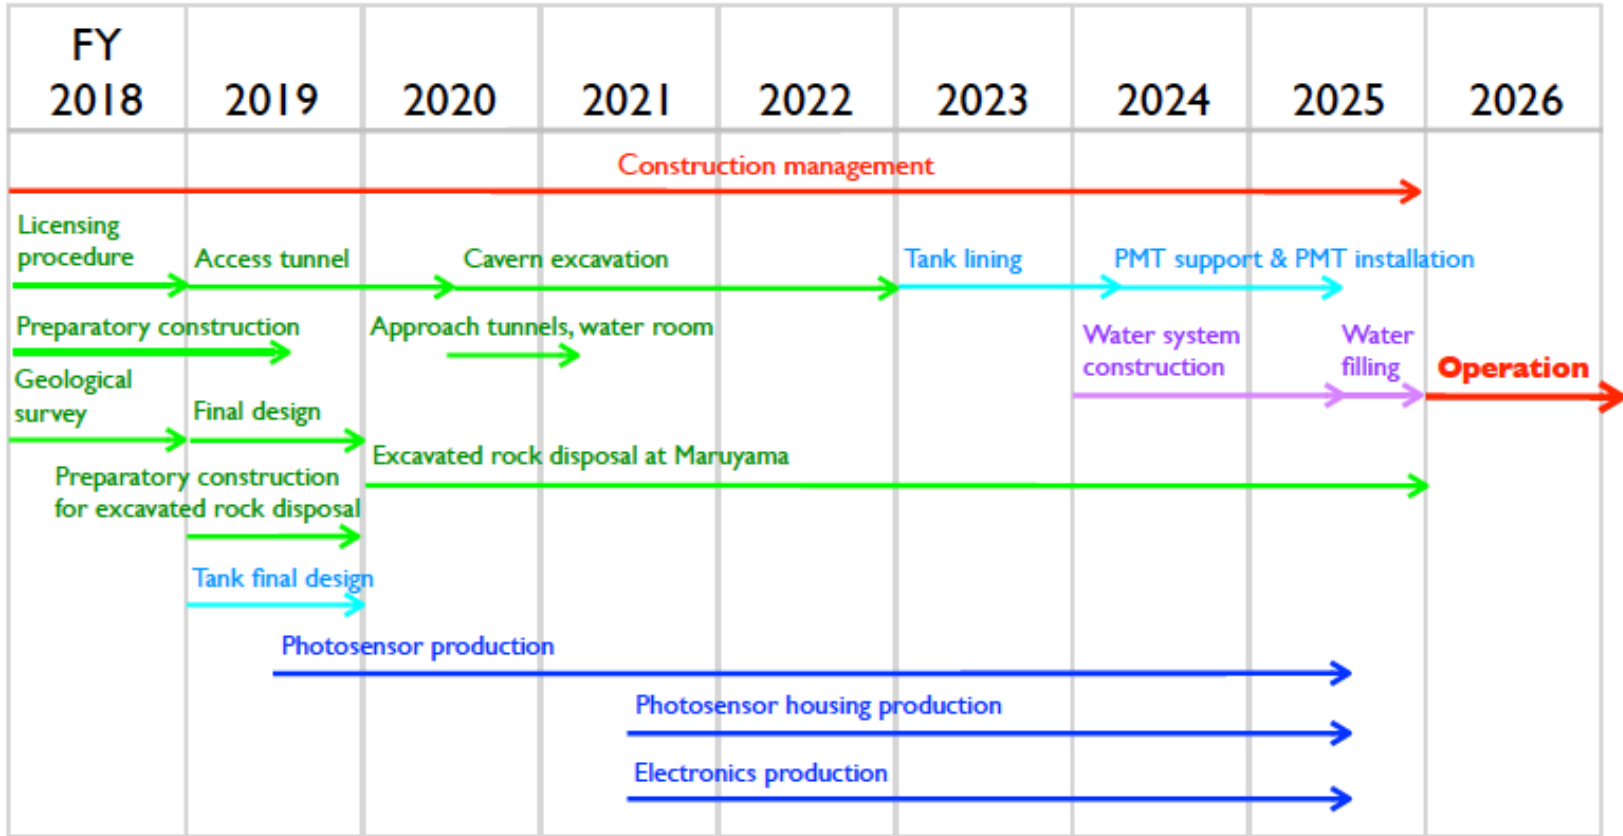 FY
2018 2019 2020 2021 2022 2023 2024 2025 2026
Construction management
Licensing
procedure
Access tunnel
Cavern excavation
Tank lining
PMT support & PMT installation
Preparatory construction
Approach tunnels, water room
Water system
construction
Water
filling
Operation
Geological
survey
Final design
Excavated rock disposal at Maruyama
Preparatory construction
for excavated rock disposal
Tank final design
Photosensor production
Photosensor housing production
Electronics production